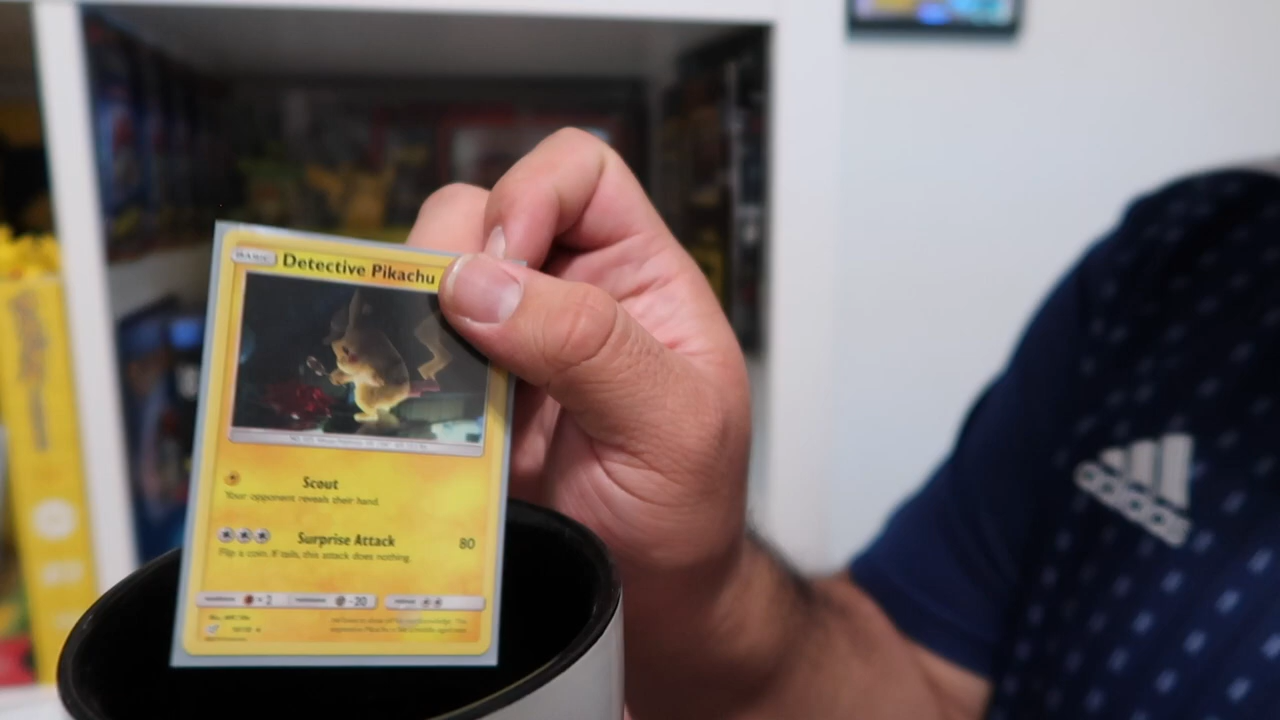 BASIC Detective Pikachu
Scout
Your opponent reveals their hand.
Surprise Attack 80
Flip a coin. If tails, this attack does nothing.
×2 -20
adidas